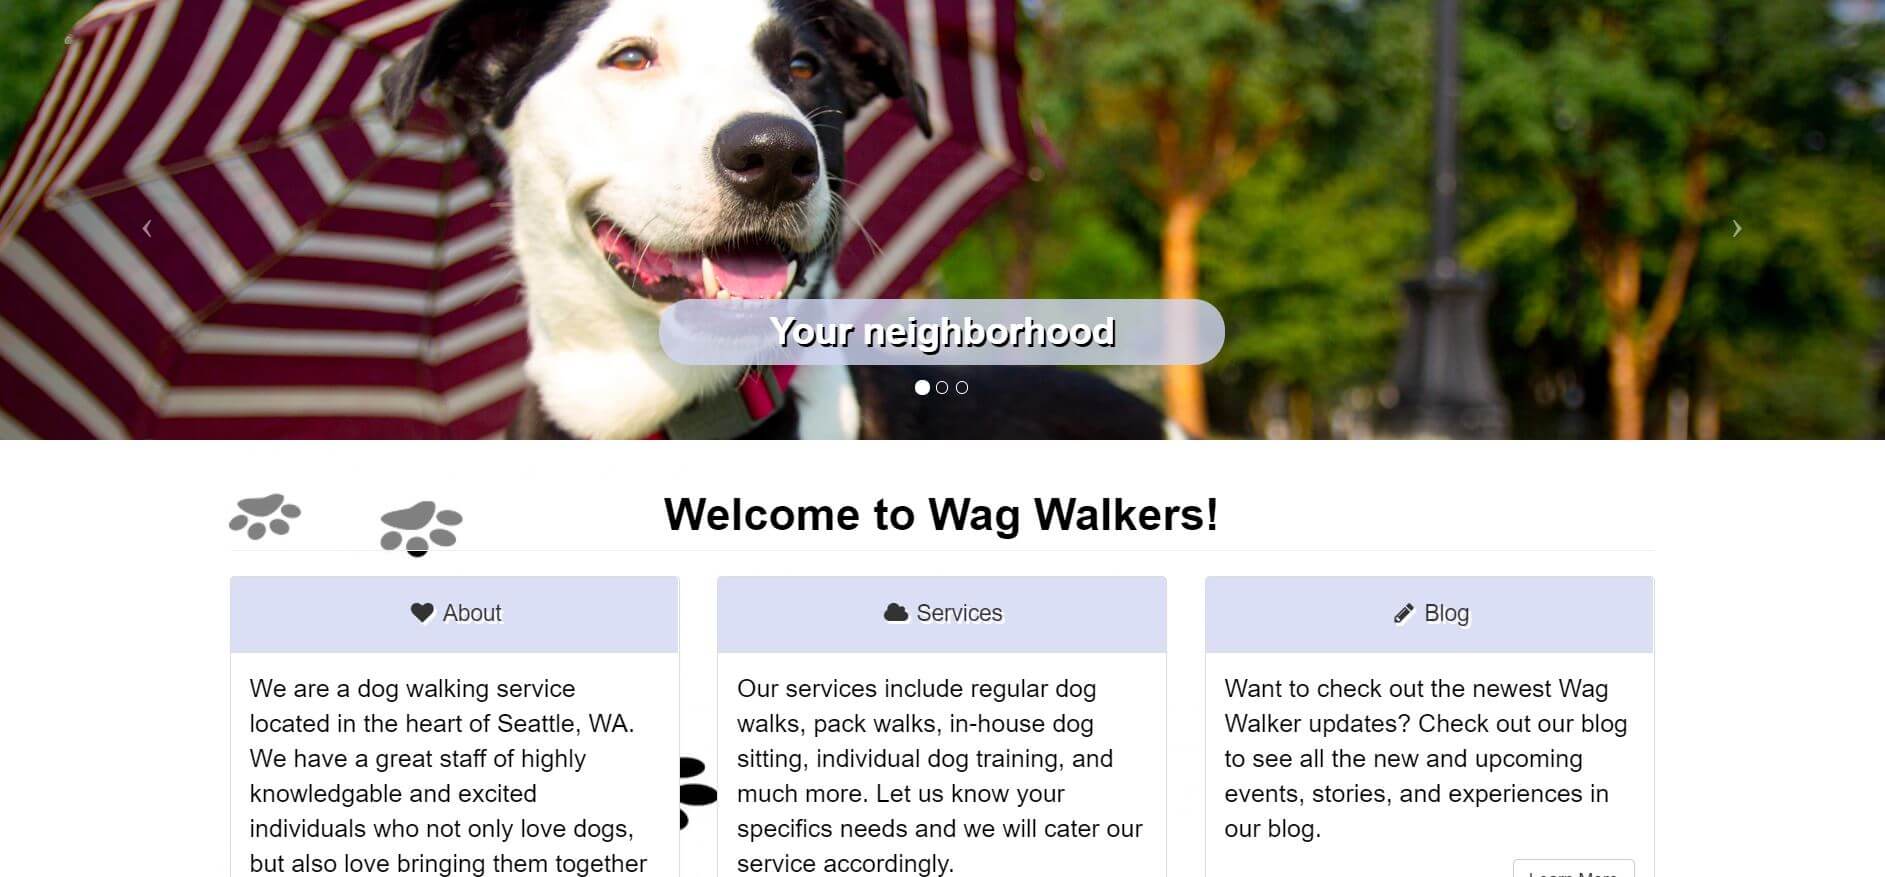 Your neighborhood
Welcome to Wag Walkers!
About
We are a dog walking service
located in the heart of Seattle, WA.
We have a great staff of highly
knowledgable and excited
individuals who not only love dogs,
but also love bringing them together
Services
Our services include regular dog
walks, pack walks, in-house dog
sitting, individual dog training, and
much more. Let us know your
specifics needs and we will cater our
service accordingly.
Blog
Want to check out the newest Wag
Walker updates? Check out our blog
to see all the new and upcoming
events, stories, and experiences in
our blog.
Learn More